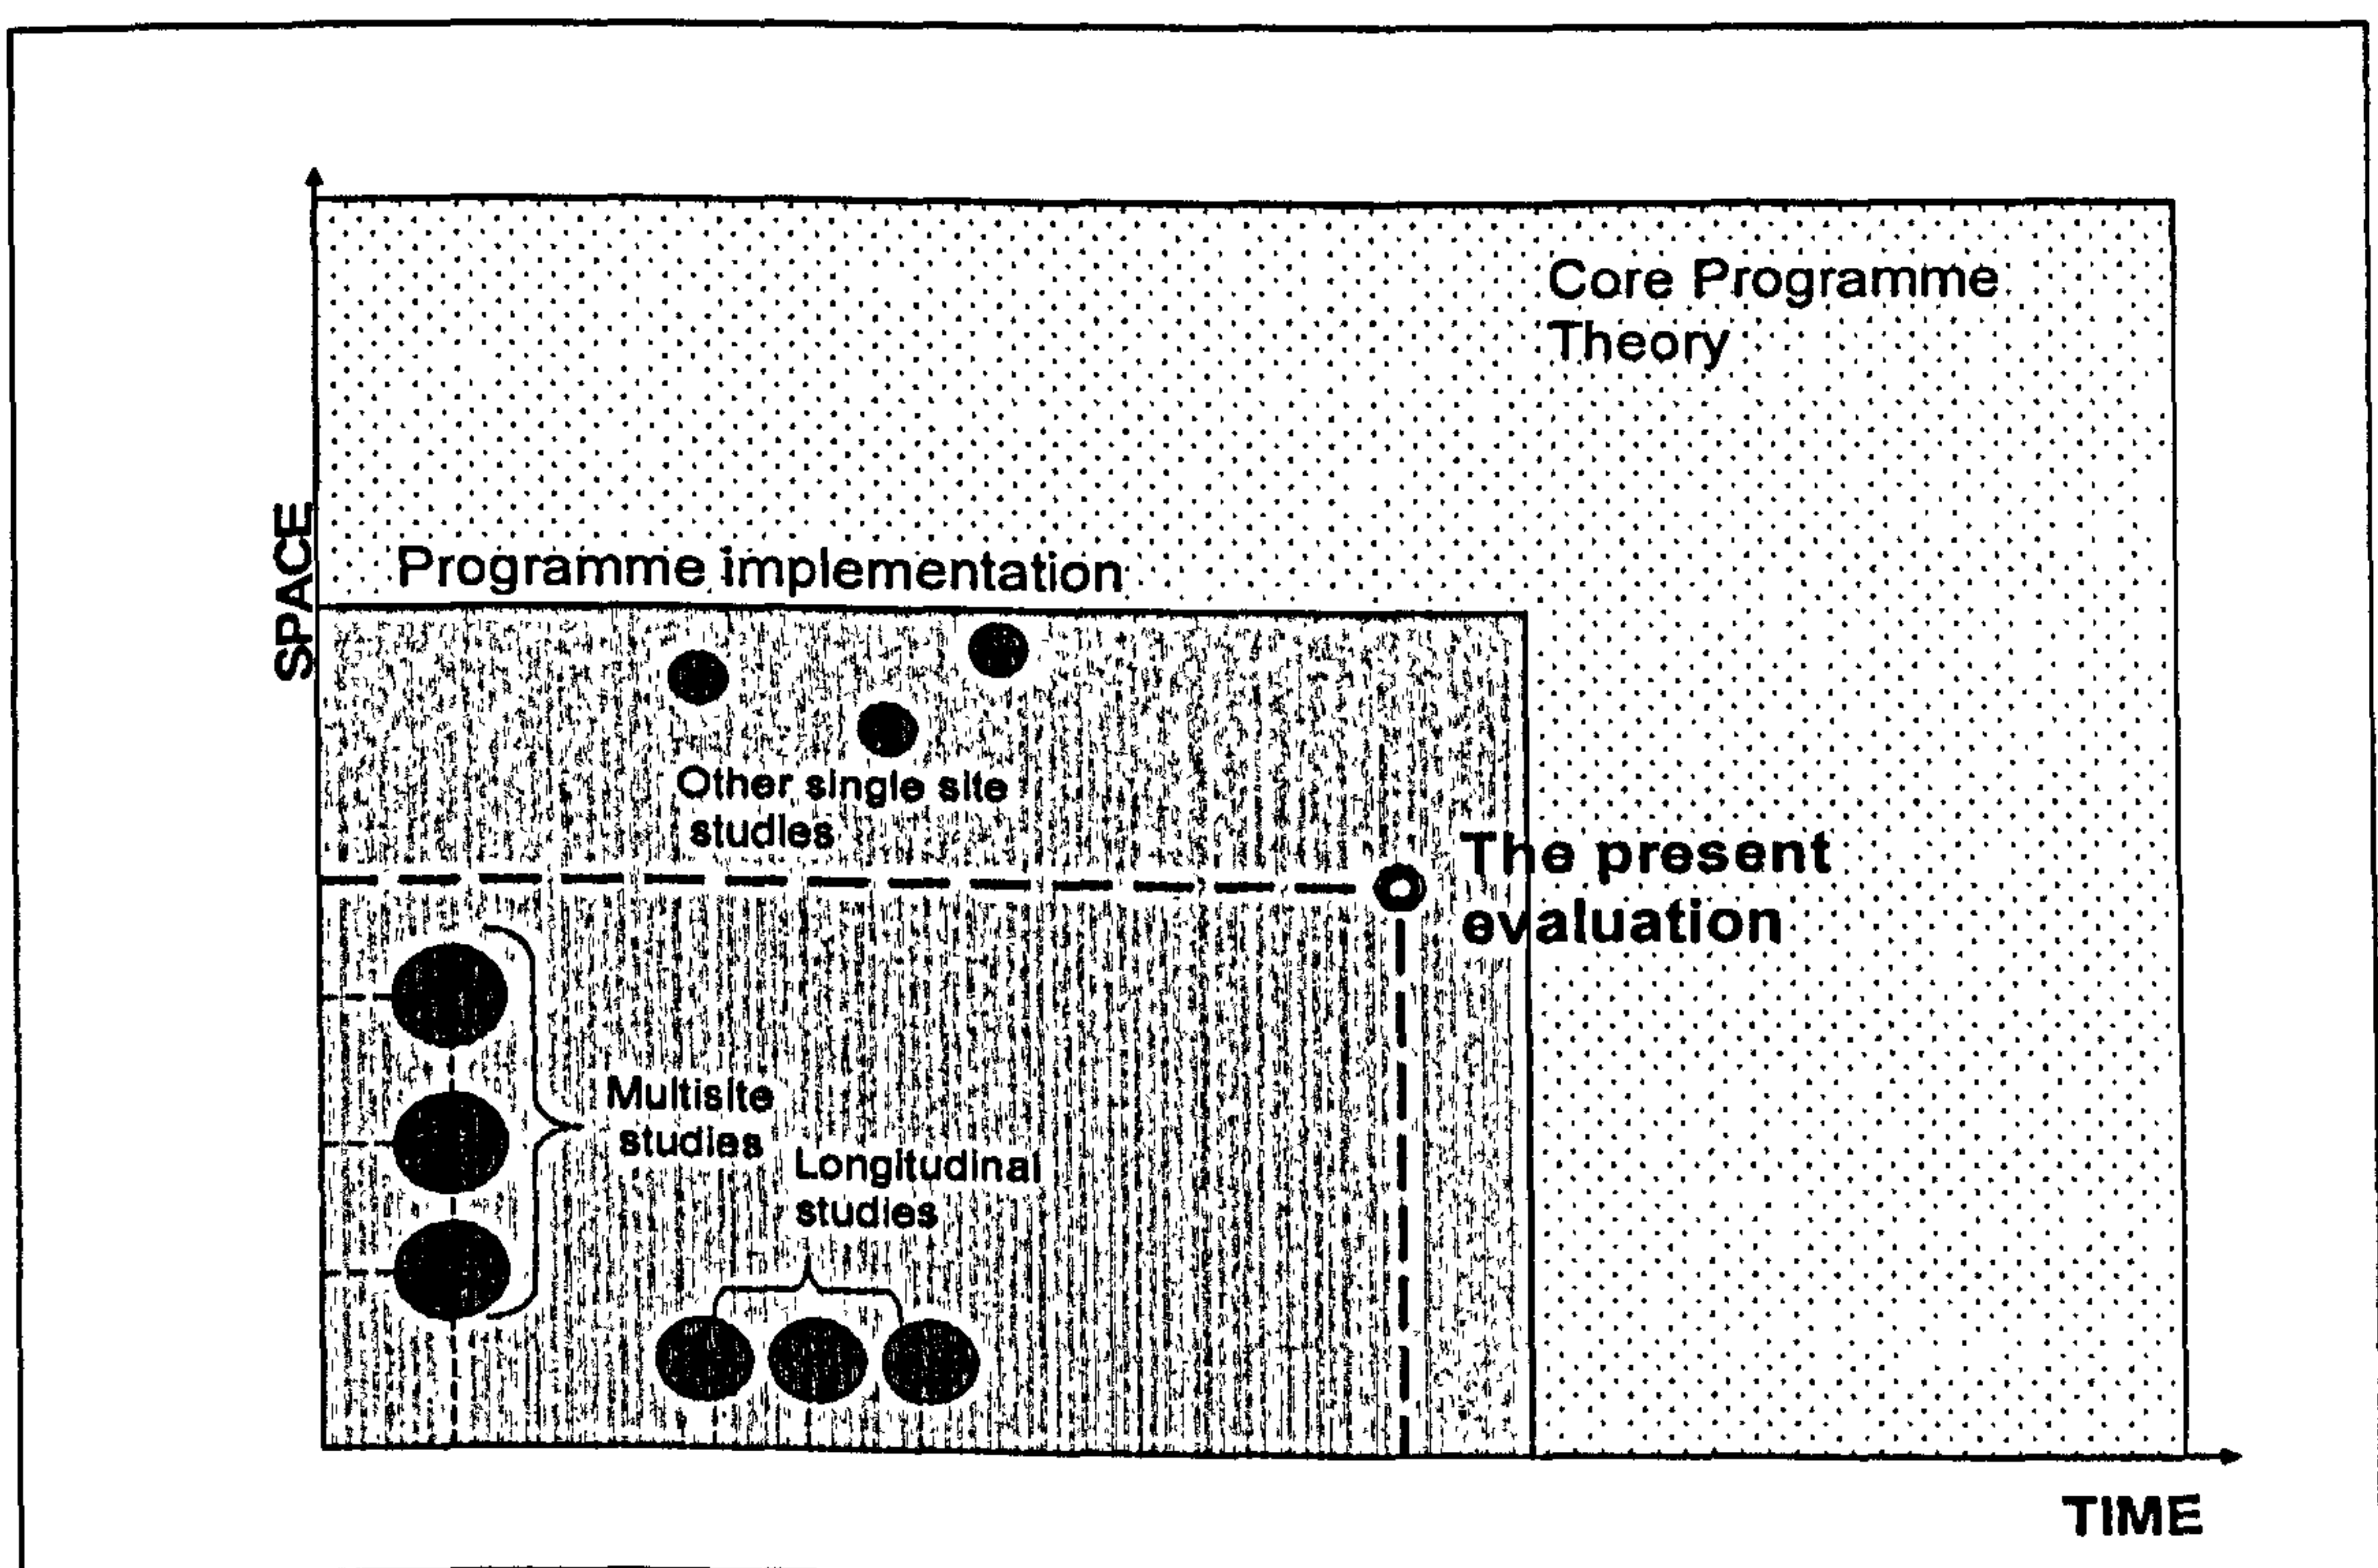 Core Programme
Theory
SPACE
Programme implementation
Other single site
studies
The present
evaluation
Multisite
studies
Longitudinal
studies
TIME